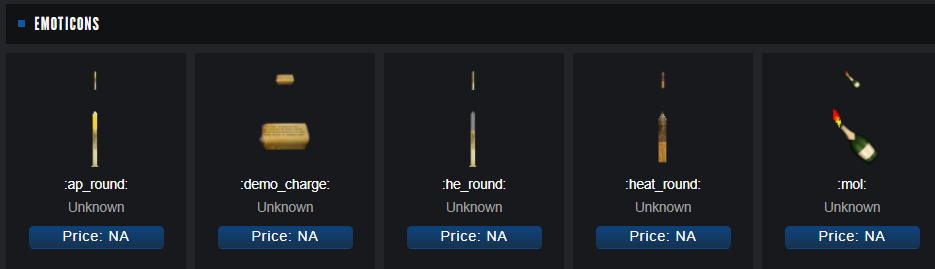 EMOTICONS
:ap_round: :demo_charge: :he_round: :heat_round: :mol:
Unknown Unknown Unknown Unknown Unknown
Price: NA Price: NA Price: NA Price: NA Price: NA